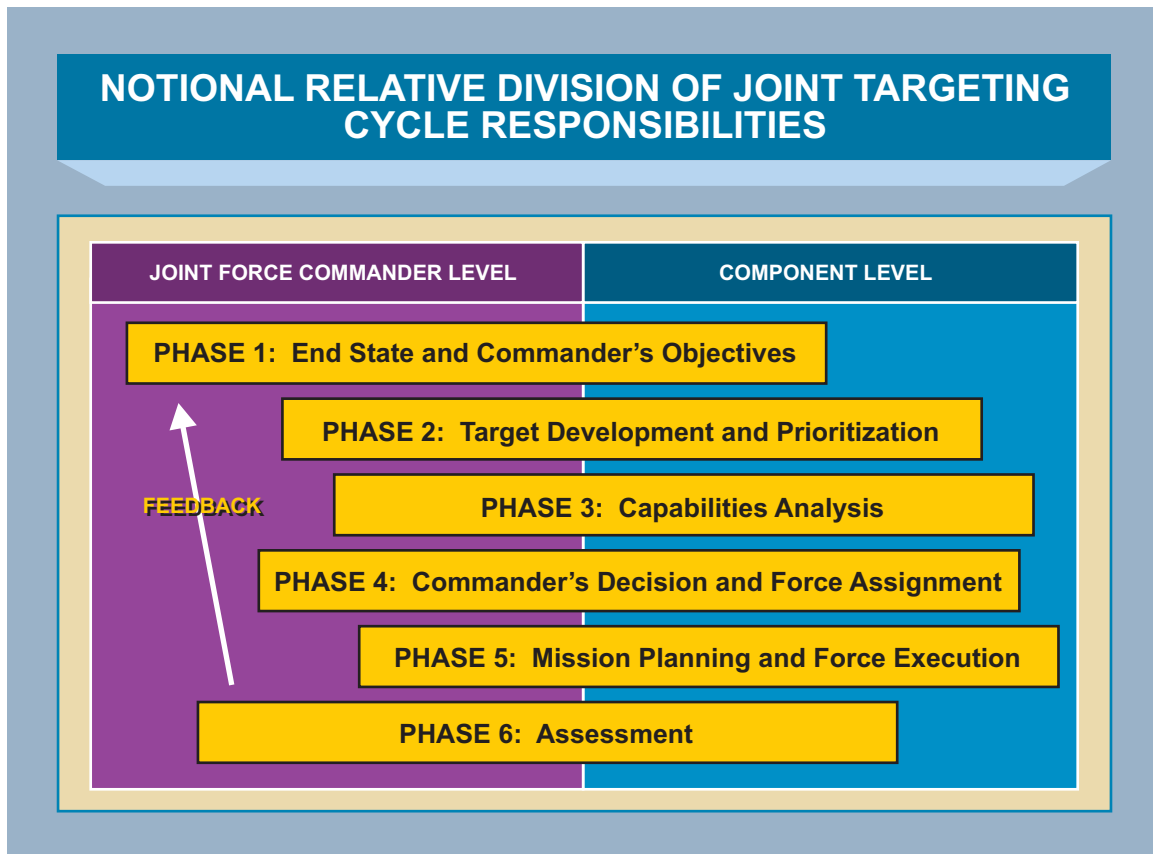 NOTIONAL RELATIVE DIVISION OF JOINT TARGETING
CYCLE RESPONSIBILITIES
JOINT FORCE COMMANDER LEVEL
COMPONENT LEVEL
PHASE 1: End State and Commander’s Objectives
PHASE 2: Target Development and Prioritization
FEEDBACK
PHASE 3: Capabilities Analysis
PHASE 4: Commander’s Decision and Force Assignment
PHASE 5: Mission Planning and Force Execution
PHASE 6: Assessment